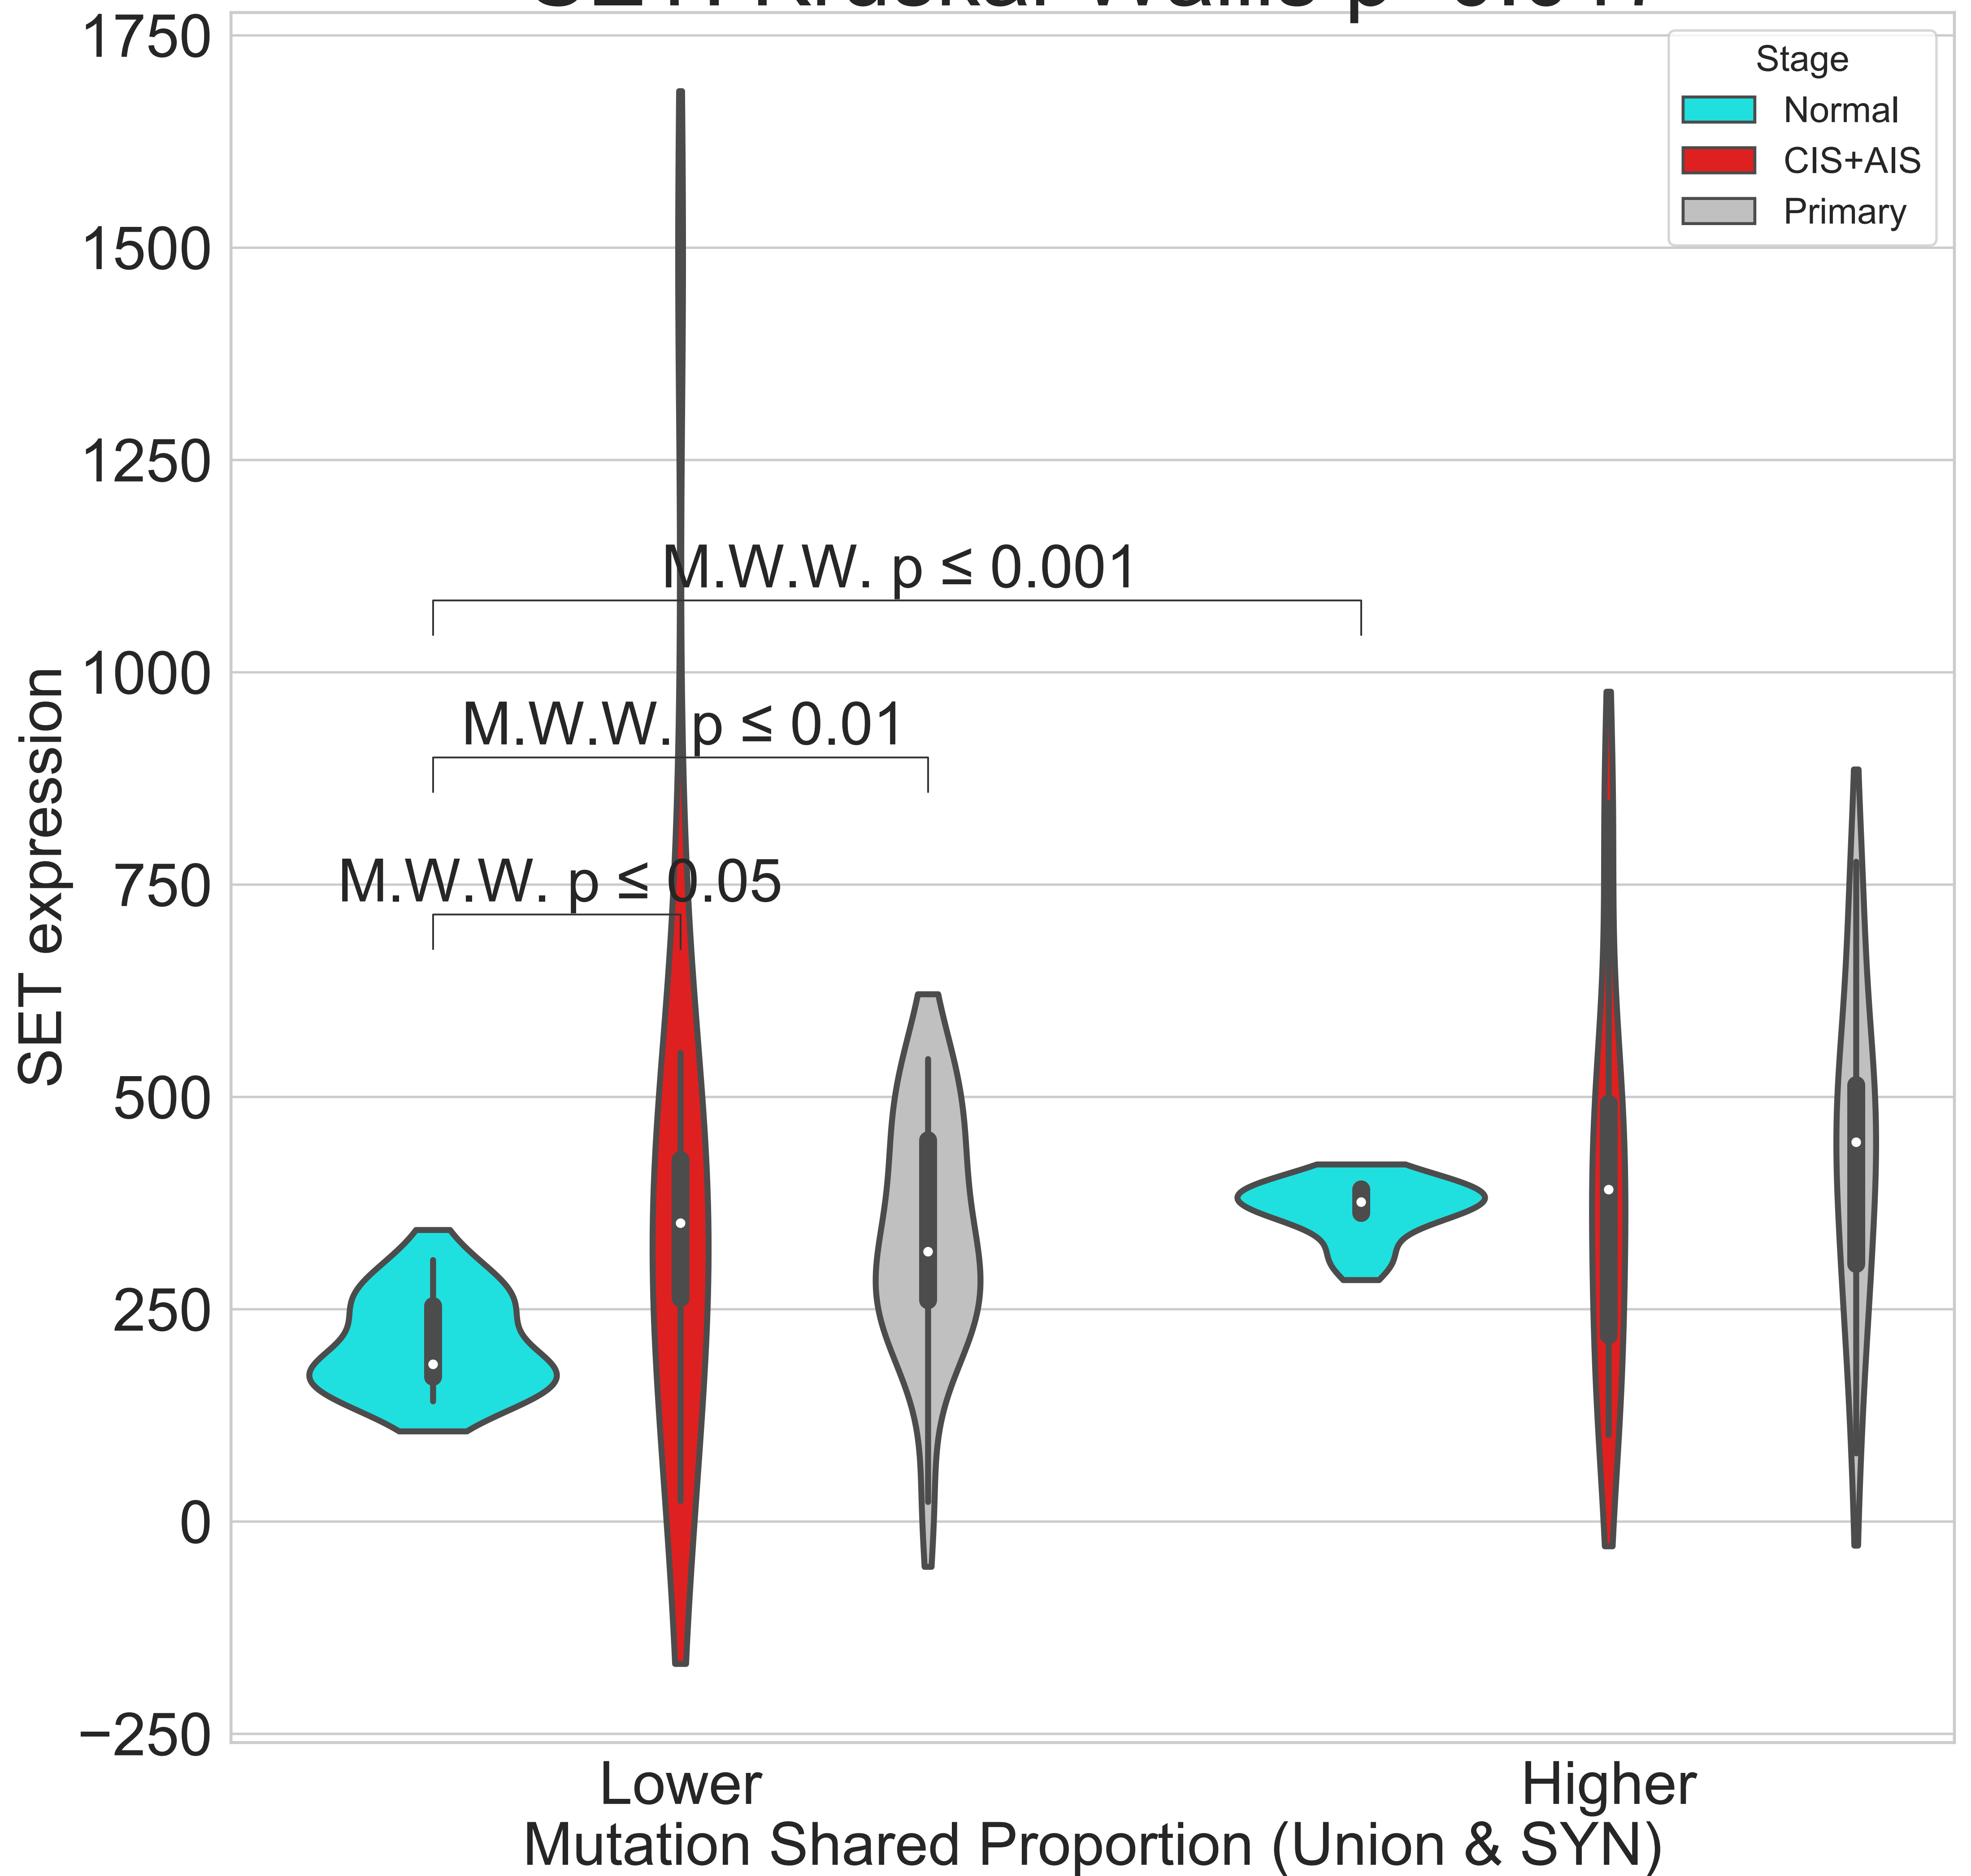 1750
1500
1250
1000
750
500
250
0
−250
SET expression
Stage
Normal
CIS+AIS
Primary
M.W.W. p ≤ 0.001
M.W.W. p ≤ 0.01
M.W.W. p ≤ 0.05
Lower
Higher
Mutation Shared Proportion (Union & SYN)